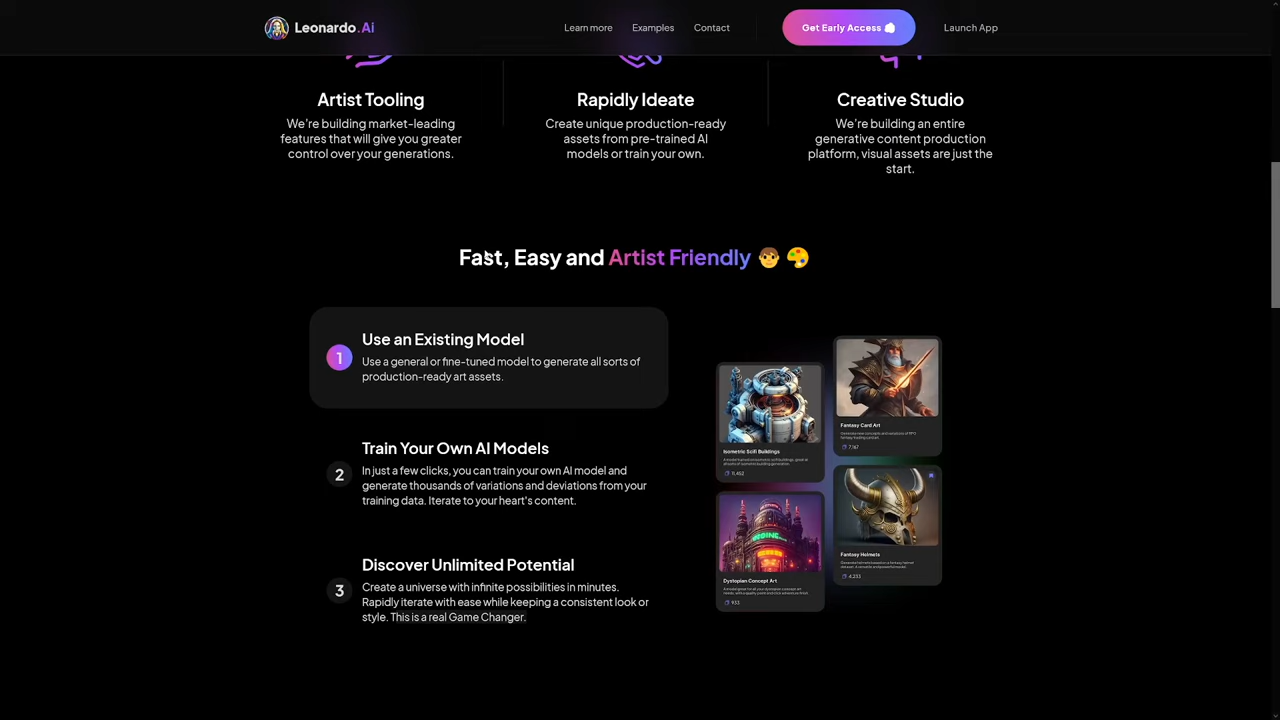 Leonardo.Ai
Learn more
Examples
Contact
Get Early Access
Launch App
Artist Tooling
We're building market-leading
features that will give you greater
control over your generations.
Rapidly Ideate
Create unique production-ready
assets from pre-trained AI
models or train your own.
Creative Studio
We're building an entire
generative content production
platform, visual assets are just the
start.
Fast, Easy and Artist Friendly
1
Use an Existing Model
Use a general or fine-tuned model to generate all sorts of
production-ready art assets.
2
Train Your Own AI Models
In just a few clicks, you can train your own AI model and
generate thousands of variations and deviations from your
training data. Iterate to your heart's content.
3
Discover Unlimited Potential
Create a universe with infinite possibilities in minutes.
Rapidly iterate with ease while keeping a consistent look or
style. This is a real Game Changer.
Isometric Scifi Buildings
11,452
Fantasy Card Art
7,167
Dystopian Concept Art
933
Fantasy Helmets
4,233